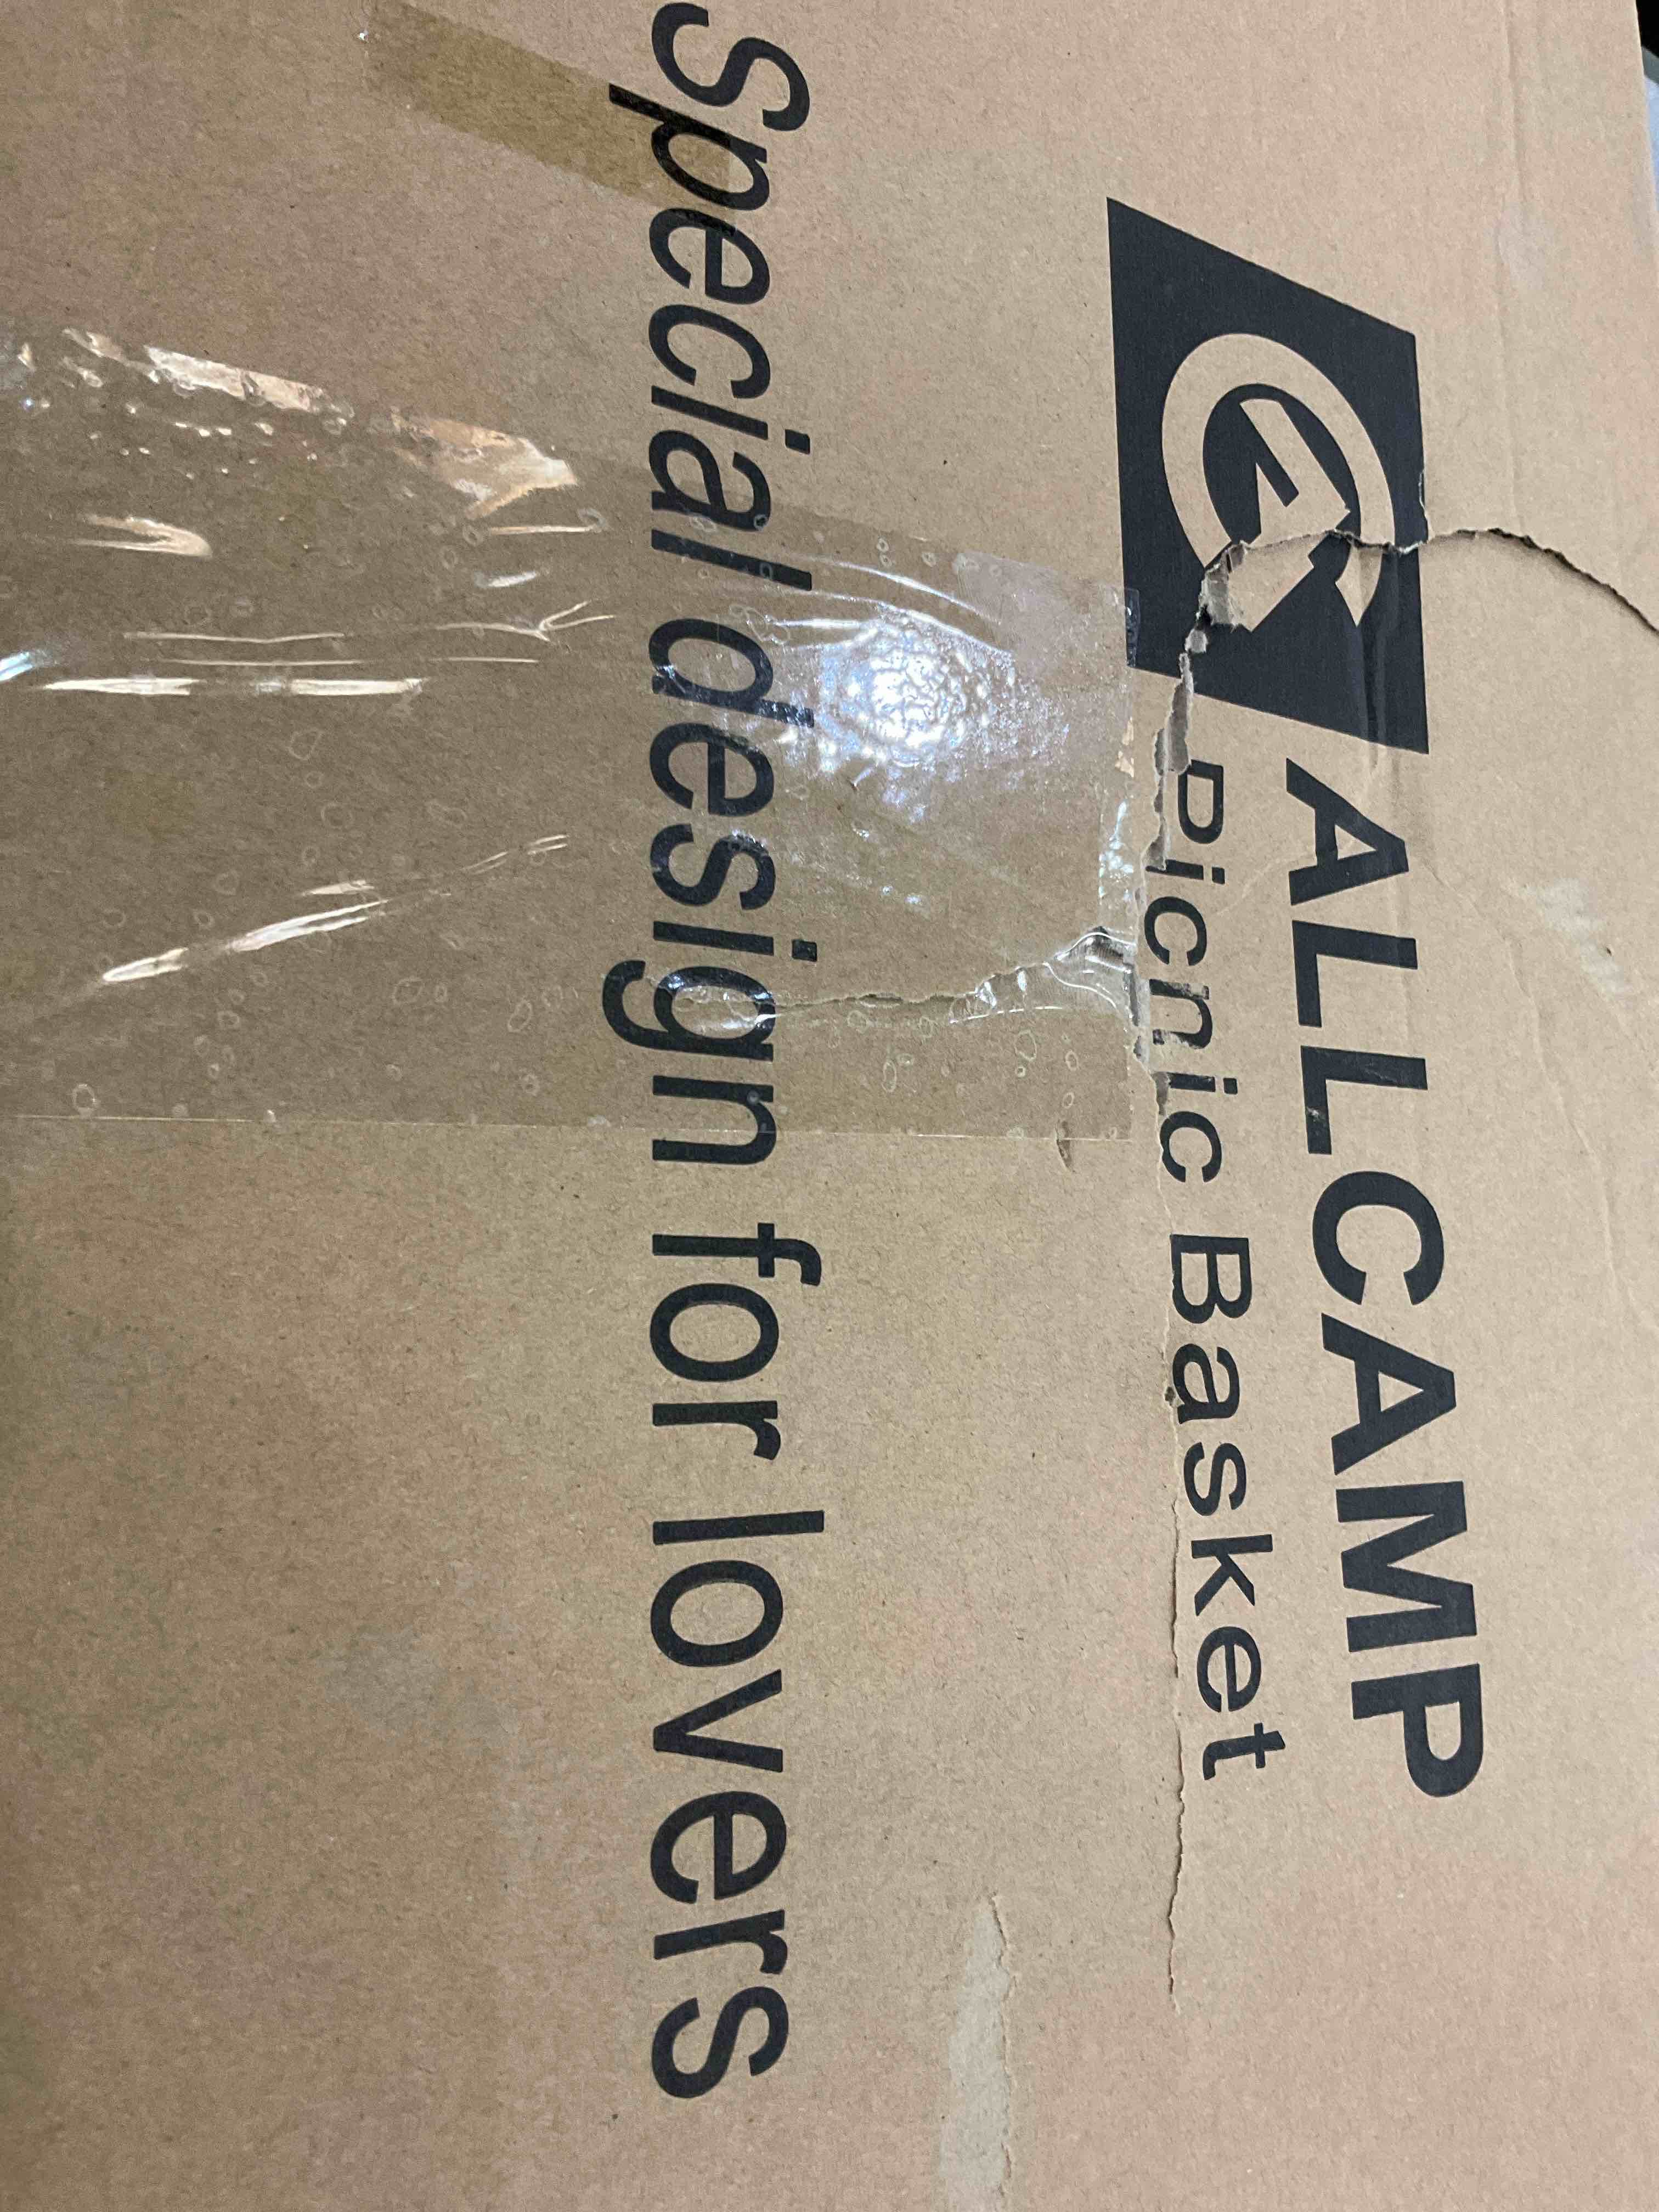 ALLCAMP
Picnic Basket
Special design for lovers